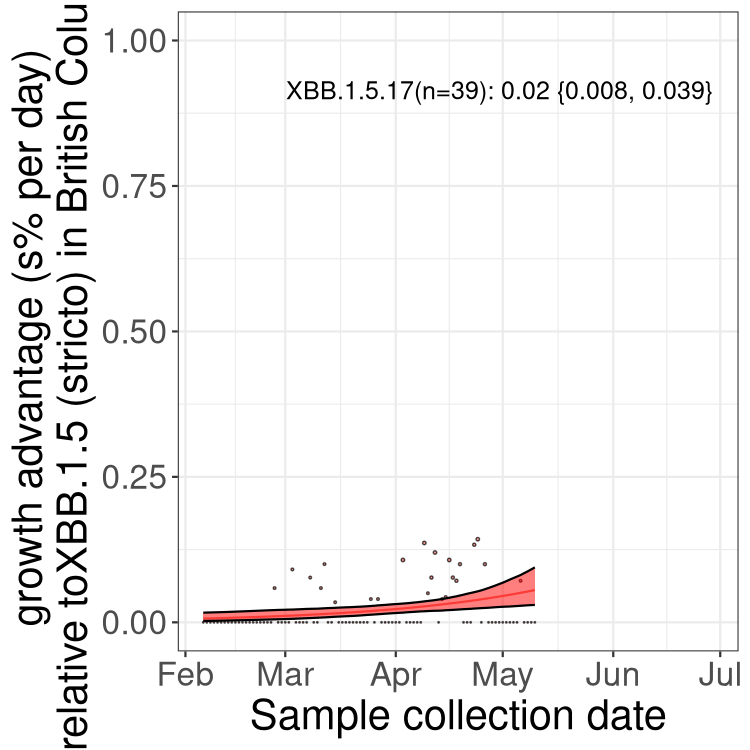 growth advantage (s% per day)
relative toXBB.1.5 (stricto) in British Colu
1.00
0.75
0.50
0.25
0.00
XBB.1.5.17(n=39): 0.02 {0.008, 0.039}
Feb Mar Apr May Jun Jul
Sample collection date